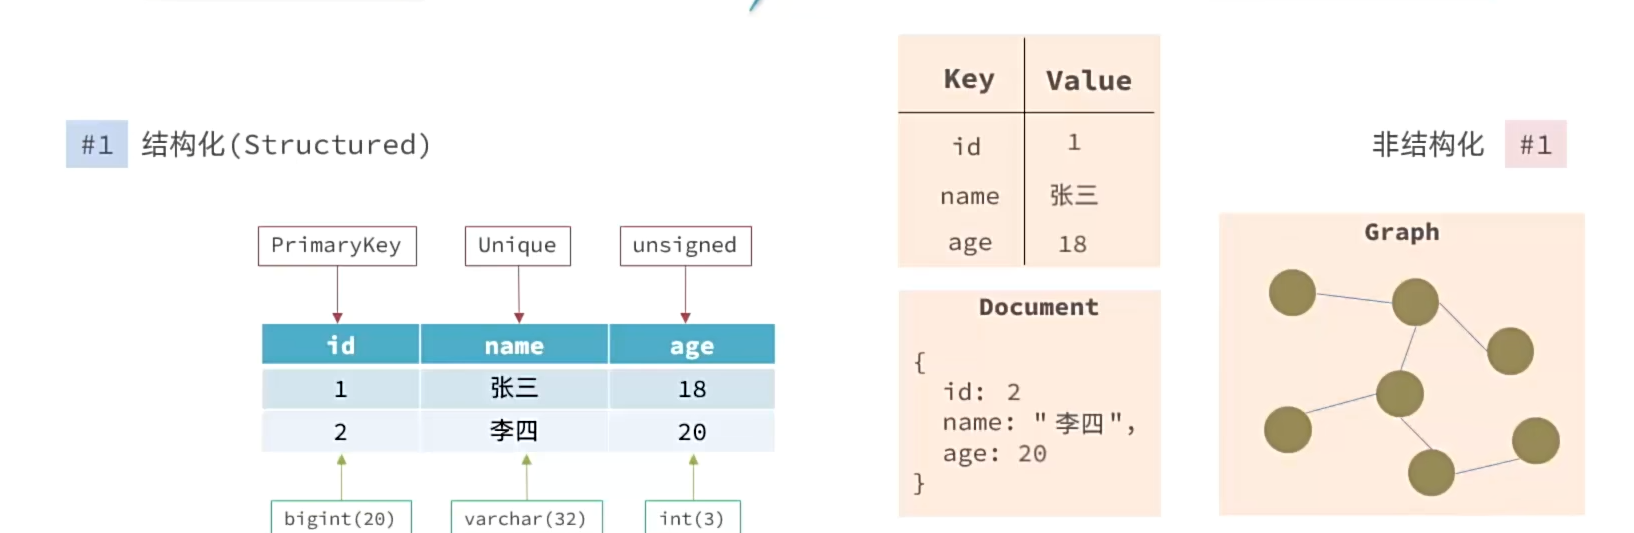 #1 结构化(Structured)
PrimaryKey Unique unsigned
id name age
1 张三 18
2 李四 20
bigint(20) varchar(32) int(3)
Key Value
id 1
name 张三
age 18
Document
{
id: 2
name: "李四",
age: 20
}
非结构化 #1
Graph